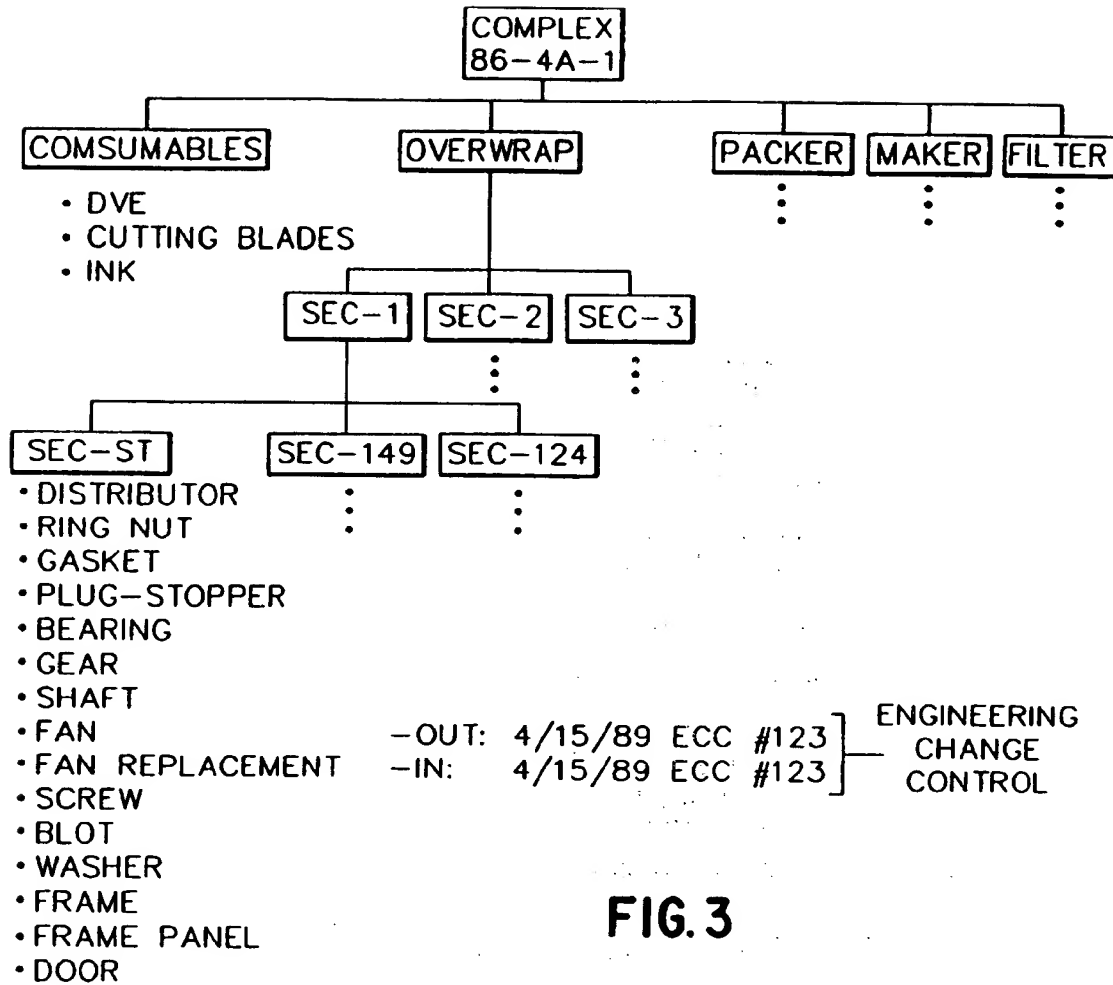 COMPLEX
86-4A-1
COMSUMABLES OVERWRAP PACKER MAKER FILTER
• DVE
• CUTTING BLADES
• INK
SEC-1 SEC-2 SEC-3
SEC-ST SEC-149 SEC-124
• DISTRIBUTOR
• RING NUT
• GASKET
• PLUG-STOPPER
• BEARING
• GEAR
• SHAFT
• FAN -OUT: 4/15/89 ECC #123
• FAN REPLACEMENT -IN: 4/15/89 ECC #123
ENGINEERING
CHANGE
CONTROL
• SCREW
• BLOT
• WASHER
• FRAME
• FRAME PANEL
• DOOR
FIG. 3